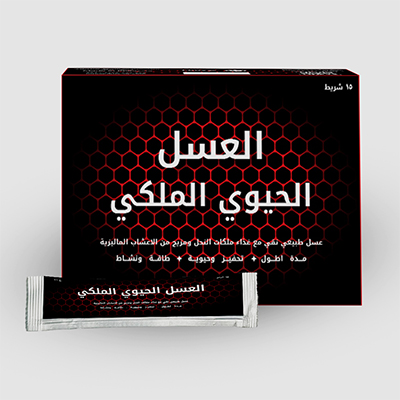 ١٥ شريط
العسل
الحيوي الملكي
عسل طبيعي نقي مع غذاء ملكات النحل ومزيج من الاعشاب الماليزية
مدة اطول + تحفيز وحيوية + طاقة ونشاط
العسل الحيوي الملكي